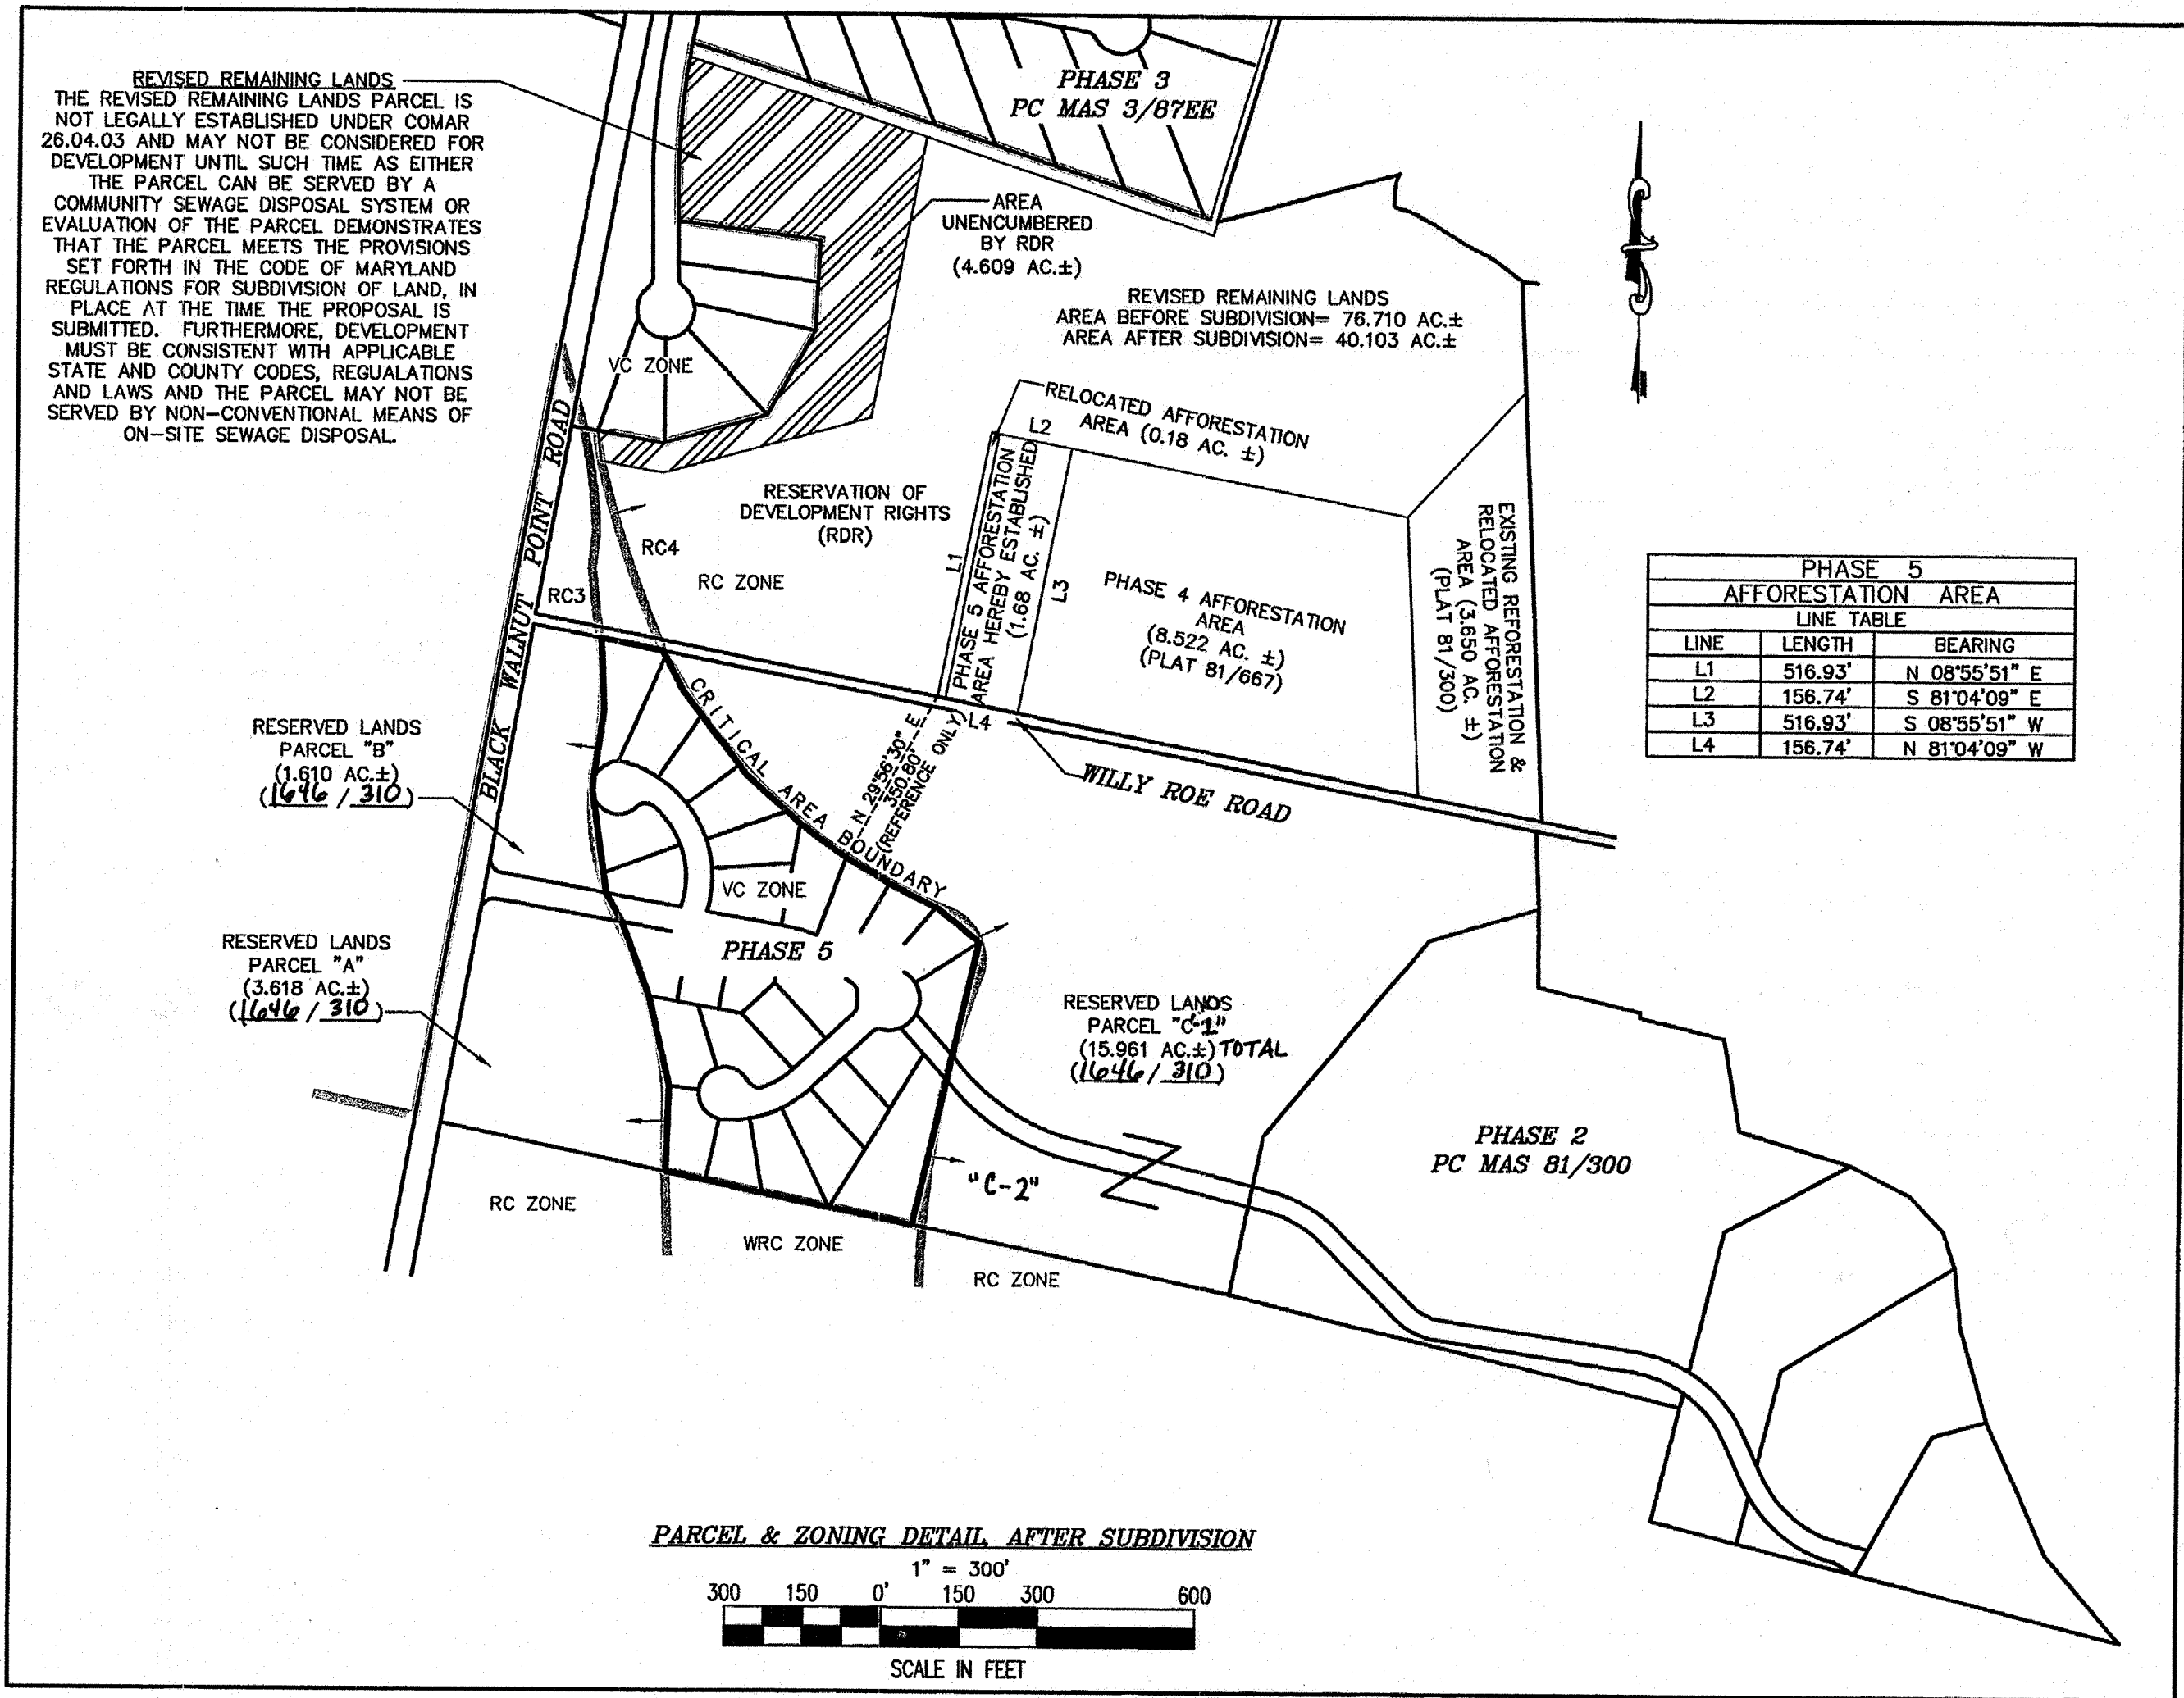 REVISED REMAINING LANDS
THE REVISED REMAINING LANDS PARCEL IS
NOT LEGALLY ESTABLISHED UNDER COMAR
26.04.03 AND MAY NOT BE CONSIDERED FOR
DEVELOPMENT UNTIL SUCH TIME AS EITHER
THE PARCEL CAN BE SERVED BY A
COMMUNITY SEWAGE DISPOSAL SYSTEM OR
EVALUATION OF THE PARCEL DEMONSTRATES
THAT THE PARCEL MEETS THE PROVISIONS
SET FORTH IN THE CODE OF MARYLAND
REGULATIONS FOR SUBDIVISION OF LAND, IN
PLACE AT THE TIME THE PROPOSAL IS
SUBMITTED. FURTHERMORE, DEVELOPMENT
MUST BE CONSISTENT WITH APPLICABLE
STATE AND COUNTY CODES, REGUALATIONS
AND LAWS AND THE PARCEL MAY NOT BE
SERVED BY NON-CONVENTIONAL MEANS OF
ON-SITE SEWAGE DISPOSAL.
PHASE 3
PC MAS 3/87EE
AREA
UNENCUMBERED
BY RDR
(4.609 AC.±)
REVISED REMAINING LANDS
AREA BEFORE SUBDIVISION= 76.710 AC.±
AREA AFTER SUBDIVISION= 40.103 AC.±
VC ZONE
RELOCATED AFFORESTATION
AREA (0.18 AC. ±)
L2
BLACK WALNUT POINT ROAD
RESERVATION OF
DEVELOPMENT RIGHTS
(RDR)
RC4
RC ZONE
RC3
L1
PHASE 5 AFFORESTATION
AREA HEREBY ESTABLISHED
(1.68 AC. ±)
L3
PHASE 4 AFFORESTATION
AREA
(8.522 AC. ±)
(PLAT 81/667)
EXISTING REFORESTATION &
RELOCATED AFFORESTATION
AREA (3.650 AC. ±)
(PLAT 81/300)
PHASE 5
AFFORESTATION AREA
LINE TABLE
LINE LENGTH BEARING
L1 516.93' N 08°55'51" E
L2 156.74' S 81°04'09" E
L3 516.93' S 08°55'51" W
L4 156.74' N 81°04'09" W
L4
N 29°56'30" E
350.80'
(REFERENCE ONLY)
WILLY ROE ROAD
CRITICAL AREA BOUNDARY
RESERVED LANDS
PARCEL "B"
(1.610 AC.±)
(1646 / 310)
VC ZONE
PHASE 5
RESERVED LANDS
PARCEL "A"
(3.618 AC.±)
(1646 / 310)
RESERVED LANDS
PARCEL "C-1"
(15.961 AC.±) TOTAL
(1646 / 310)
PHASE 2
PC MAS 81/300
"C-2"
RC ZONE
WRC ZONE
RC ZONE
PARCEL & ZONING DETAIL AFTER SUBDIVISION
1" = 300'
300 150 0' 150 300 600
SCALE IN FEET